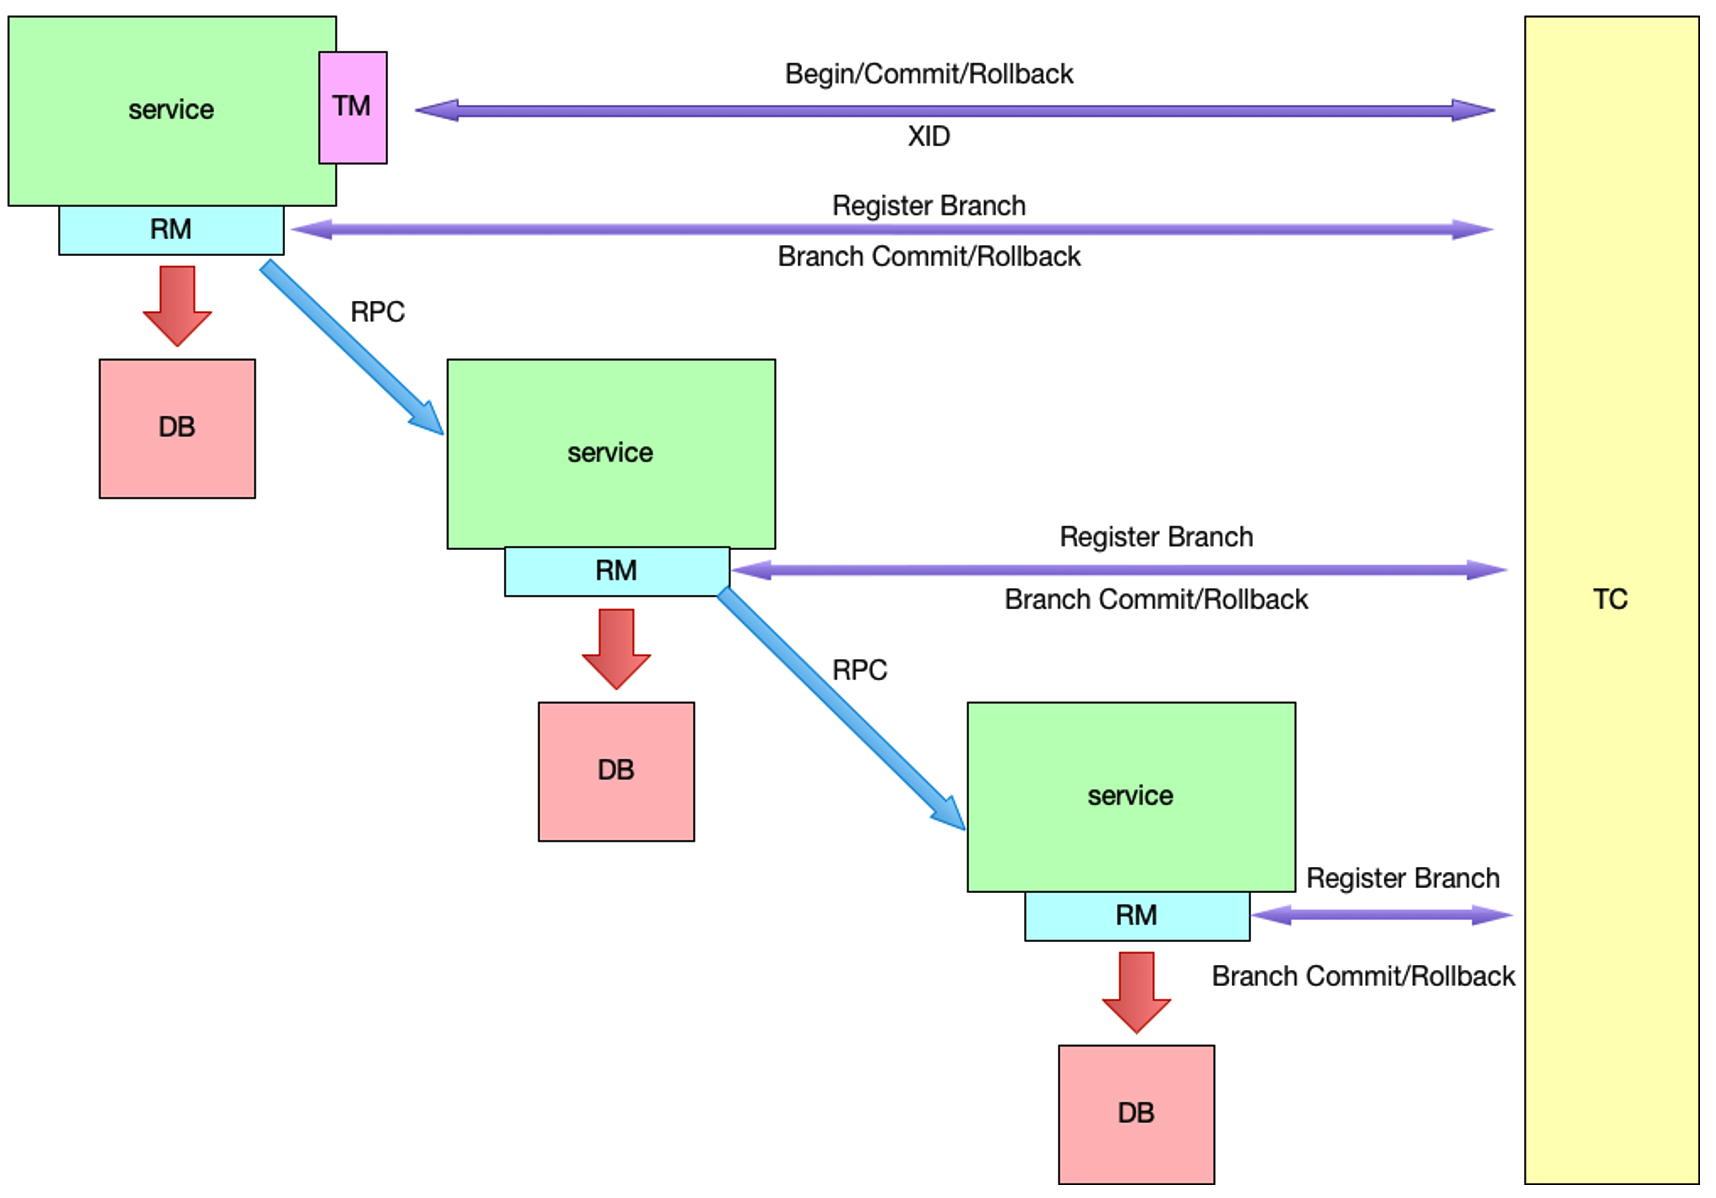 service
TM
Begin/Commit/Rollback
XID
RM
Register Branch
Branch Commit/Rollback
RPC
DB
service
RM
Register Branch
Branch Commit/Rollback
TC
RPC
DB
service
Register Branch
RM
Branch Commit/Rollback
DB